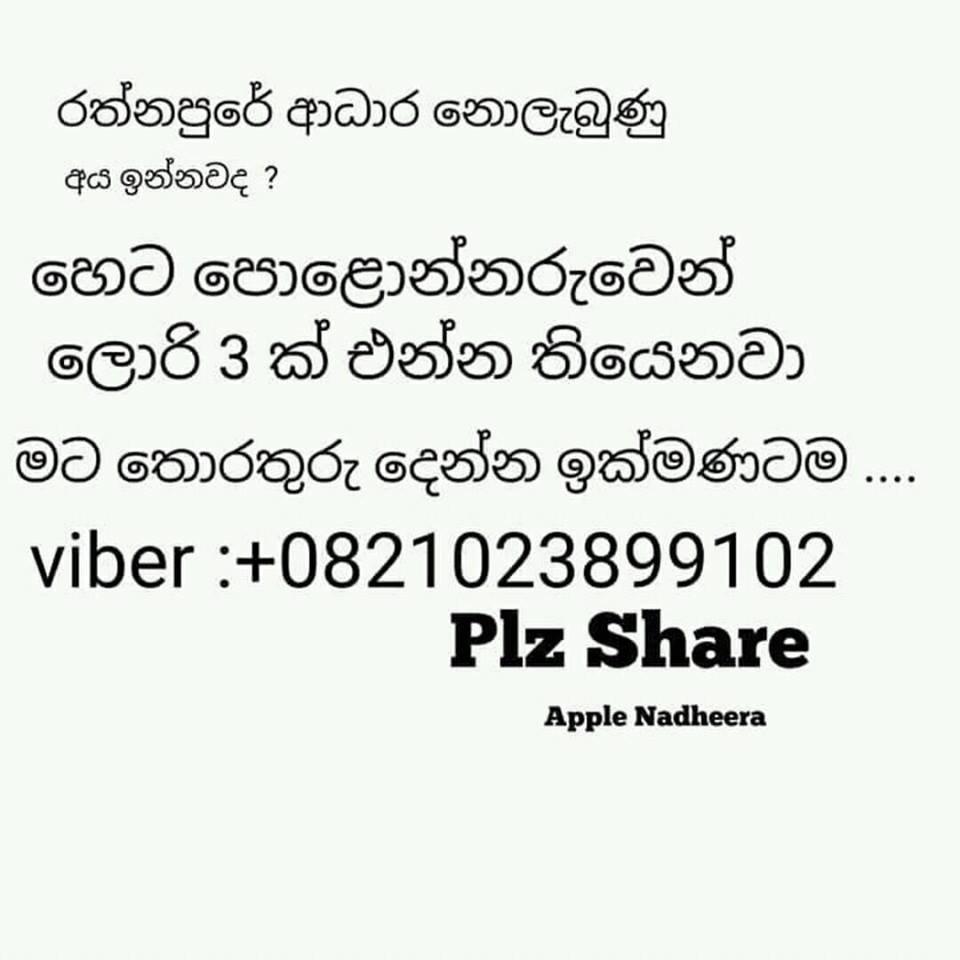 රත්නපුරේ ආධාර නොලැබුණු
අය ඉන්නවද ?
හෙට පොළොන්නරුවෙන්
ලොරි 3 ක් එන්න තියෙනවා
මට තොරතුරු දෙන්න ඉක්මණටම ....
viber :+0821023899102
Plz Share
Apple Nadheera